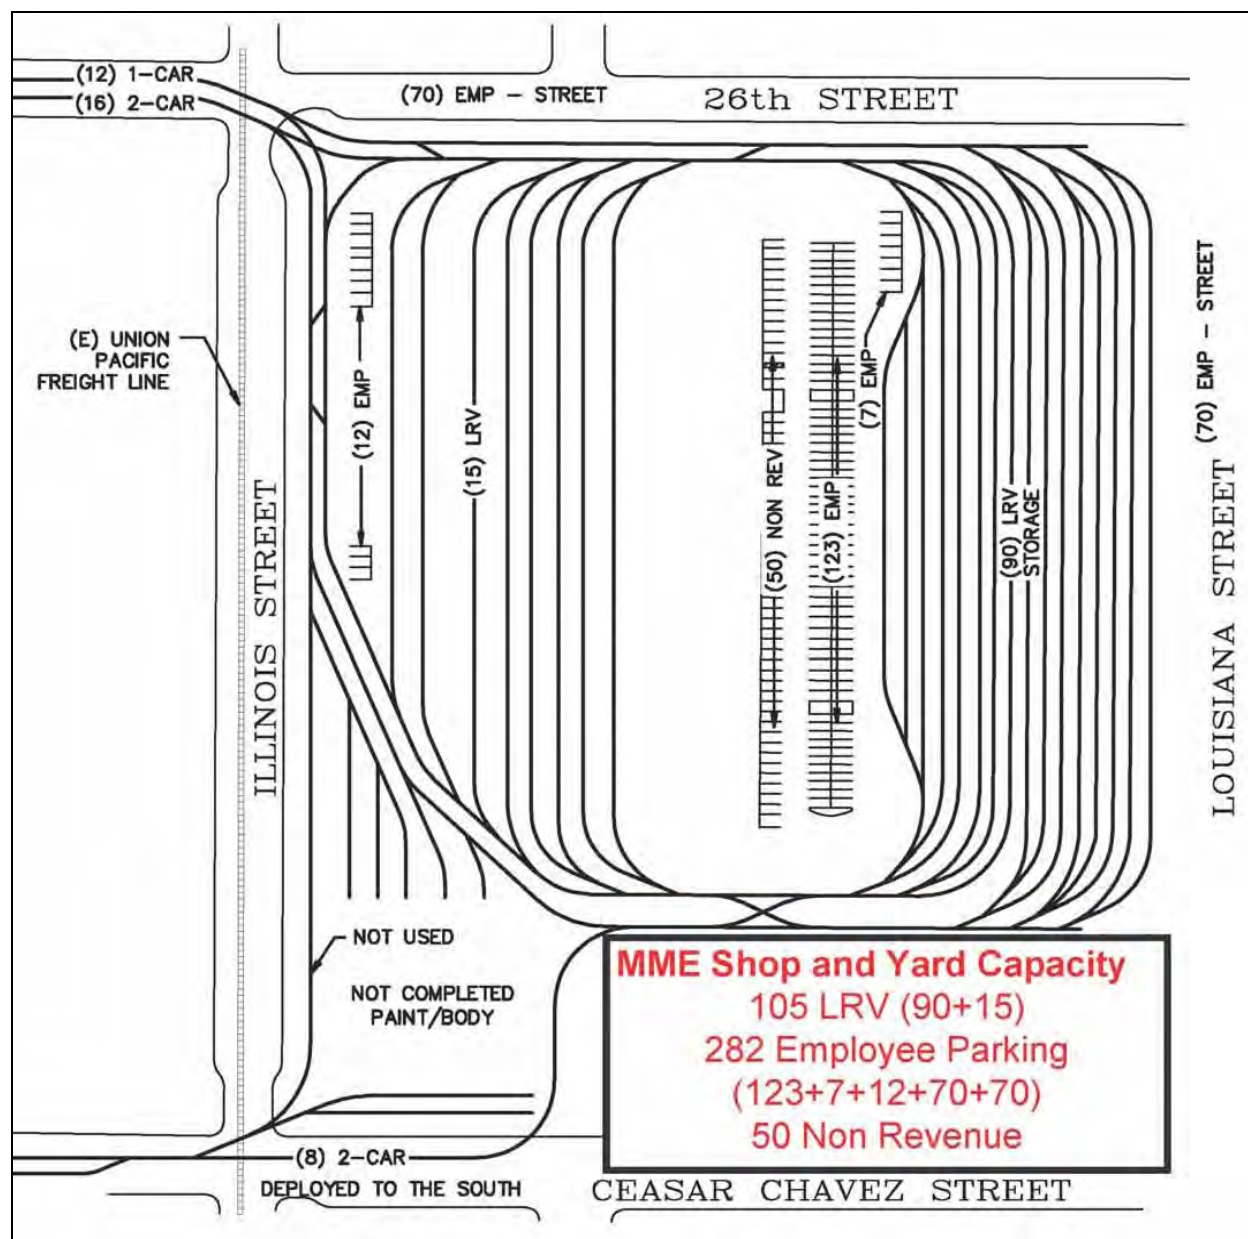 (12) 1-CAR
(16) 2-CAR
(70) EMP - STREET
26th STREET
(E) UNION
PACIFIC
FREIGHT LINE
ILLINOIS STREET
(12) EMP
(15) LRV
(50) NON REV
(123) EMP
(7) EMP
(90) LRV
STORAGE
(70) EMP - STREET
LOUISIANA STREET
NOT USED
NOT COMPLETED
PAINT/BODY
MME Shop and Yard Capacity
105 LRV (90+15)
282 Employee Parking
(123+7+12+70+70)
50 Non Revenue
(8) 2-CAR
DEPLOYED TO THE SOUTH
CEASAR CHAVEZ STREET